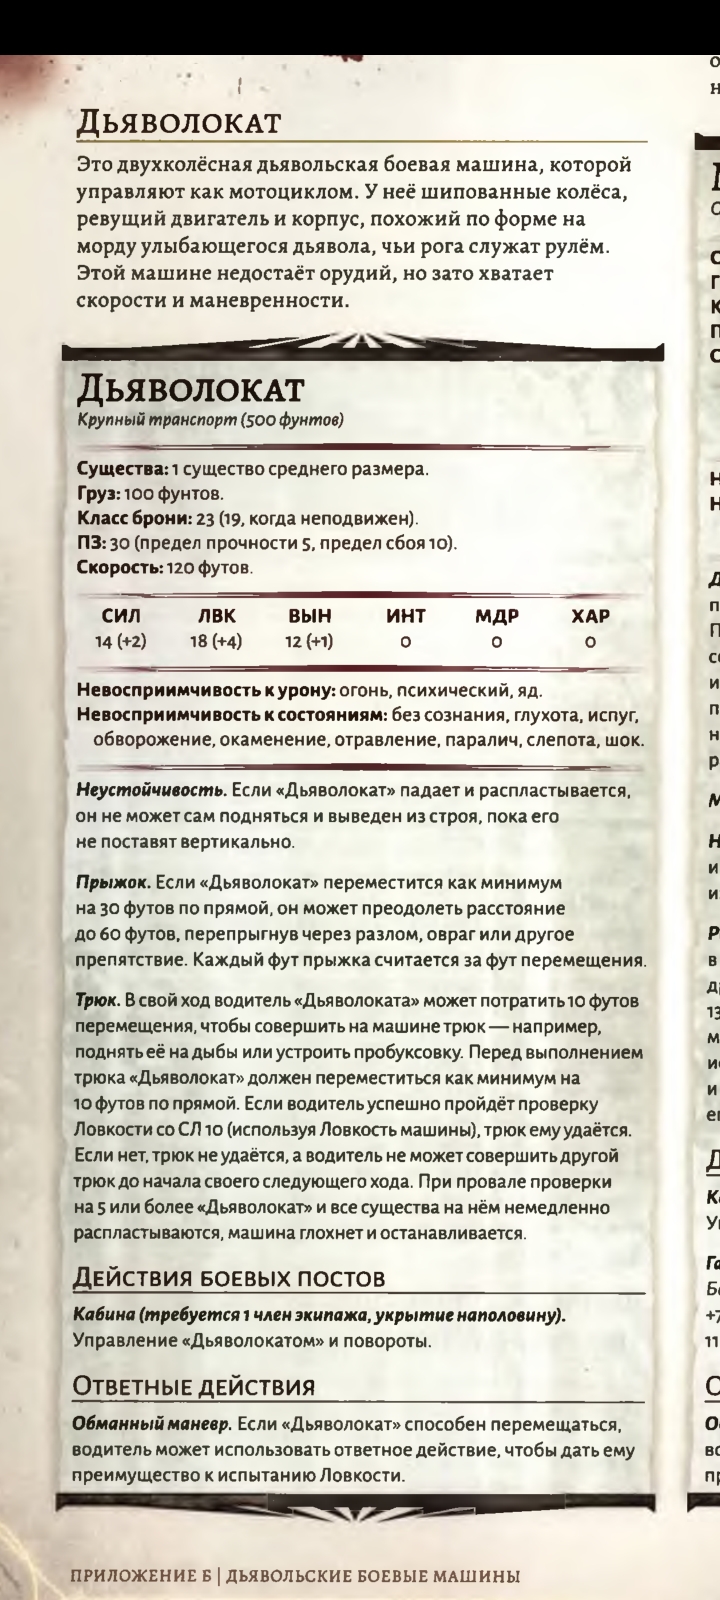 Дьяволокат
Это двухколёсная дьявольская боевая машина, которой
управляют как мотоциклом. У неё шипованные колёса,
ревущий двигатель и корпус, похожий по форме на
морду улыбающегося дьявола, чьи рога служат рулём.
Этой машине недостаёт орудий, но зато хватает
скорости и маневренности.
Дьяволокат
Крупный транспорт (500 фунтов)
Существа: 1 существо среднего размера.
Груз: 100 фунтов.
Класс брони: 23 (19, когда неподвижен).
ПЗ: 30 (предел прочности 5, предел сбоя 10).
Скорость: 120 футов.
СИЛ ЛВК ВЫН ИНТ МДР ХАР
14 (+2) 18 (+4) 12 (+1) 0 0 0
Невосприимчивость к урону: огонь, психический, яд.
Невосприимчивость к состояниям: без сознания, глухота, испуг,
обворожение, окаменение, отравление, паралич, слепота, шок.
Неустойчивость. Если «Дьяволокат» падает и распластывается,
он не может сам подняться и выведен из строя, пока его
не поставят вертикально.
Прыжок. Если «Дьяволокат» переместится как минимум
на 30 футов по прямой, он может преодолеть расстояние
до 60 футов, перепрыгнув через разлом, овраг или другое
препятствие. Каждый фут прыжка считается за фут перемещения.
Трюк. В свой ход водитель «Дьяволоката» может потратить 10 футов
перемещения, чтобы совершить на машине трюк — например,
поднять её на дыбы или устроить пробуксовку. Перед выполнением
трюка «Дьяволокат» должен переместиться как минимум на
10 футов по прямой. Если водитель успешно пройдёт проверку
Ловкости со СЛ 10 (используя Ловкость машины), трюк ему удаётся.
Если нет, трюк не удаётся, а водитель не может совершить другой
трюк до начала своего следующего хода. При провале проверки
на 5 или более «Дьяволокат» и все существа на нём немедленно
распластываются, машина глохнет и останавливается.
Действия боевых постов
Кабина (требуется 1 член экипажа, укрытие наполовину).
Управление «Дьяволокатом» и повороты.
Ответные действия
Обманный маневр. Если «Дьяволокат» способен перемещаться,
водитель может использовать ответное действие, чтобы дать ему
преимущество к испытанию Ловкости.
ПРИЛОЖЕНИЕ Б | ДЬЯВОЛЬСКИЕ БОЕВЫЕ МАШИНЫ